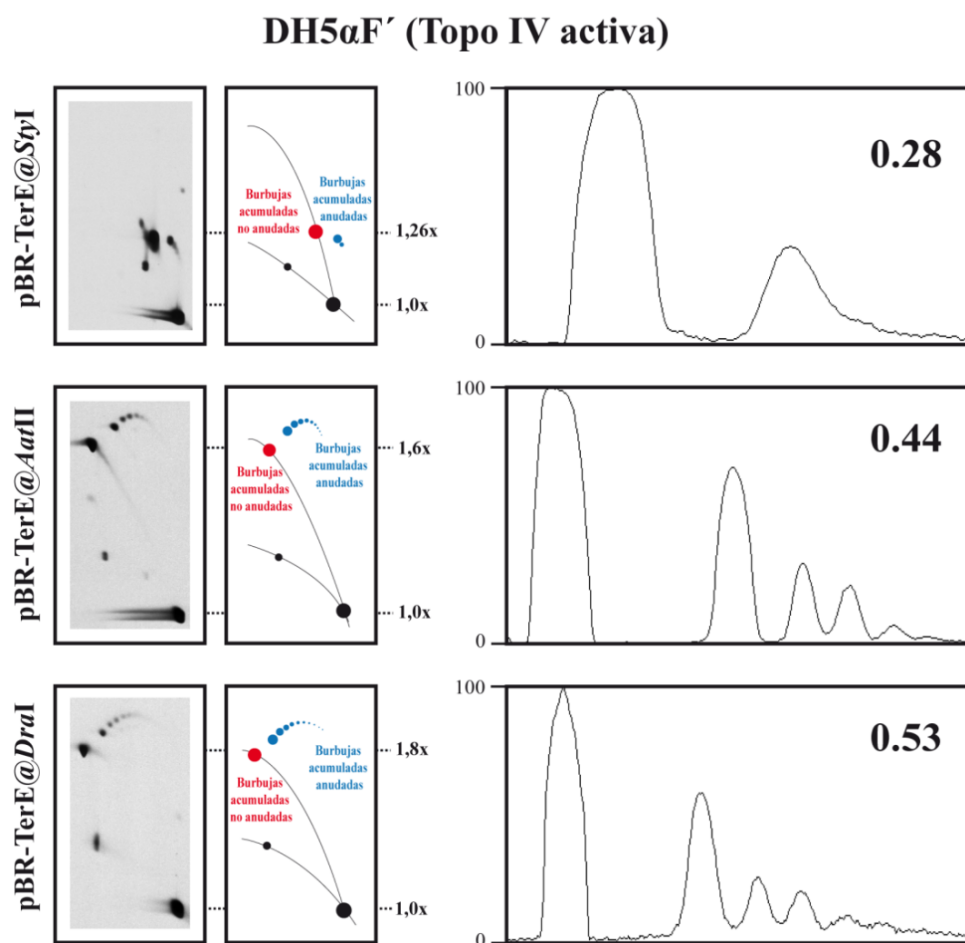 DH5αF´ (Topo IV activa)
pBR-TerE@StyI
Burbujas
acumuladas
no anudadas
Burbujas
acumuladas
anudadas
1,26x
1,0x
100
0
0.28
pBR-TerE@AatII
Burbujas
acumuladas
no anudadas
Burbujas
acumuladas
anudadas
1,6x
1,0x
100
0
0.44
pBR-TerE@DraI
Burbujas
acumuladas
no anudadas
Burbujas
acumuladas
anudadas
1,8x
1,0x
100
0
0.53